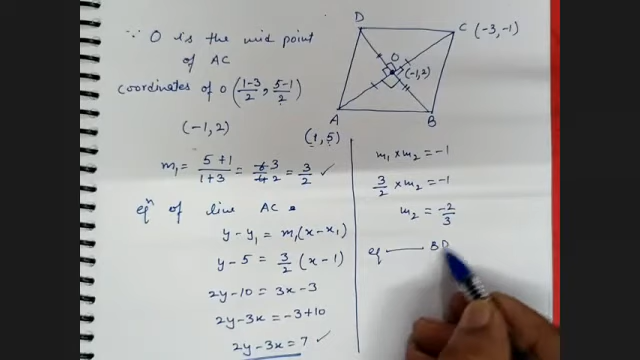 ∵ O is the mid point
of AC
coordinates of O (1-3/2, 5-1/2)
(-1, 2)
m₁ = 5+1/1+3 = 6 3/4 2 = 3/2 ✓
eqⁿ of line AC =
y - y₁ = m₁(x - x₁)
y - 5 = 3/2 (x - 1)
2y - 10 = 3x - 3
2y - 3x = -3 + 10
2y - 3x = 7 ✓
D
C (-3, -1)
O
(-1, 2)
A
B
(1, 5)
m₁ × m₂ = -1
3/2 × m₂ = -1
m₂ = -2/3
eq —— BD